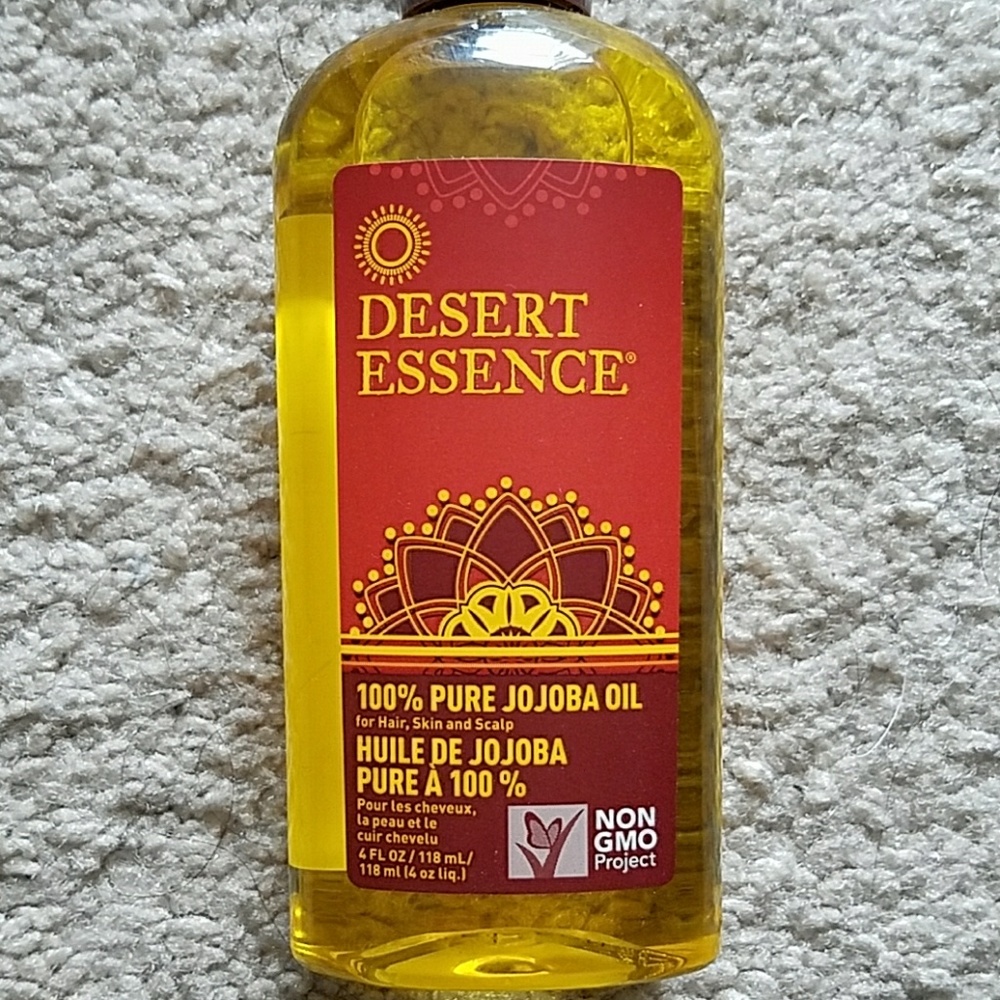 DESERT
ESSENCE®
100% PURE JOJOBA OIL
for Hair, Skin and Scalp
HUILE DE JOJOBA
PURE À 100 %
Pour les cheveux,
la peau et le
cuir chevelu
4 FL OZ / 118 mL/
118 ml (4 oz liq.)
NON
GMO
Project